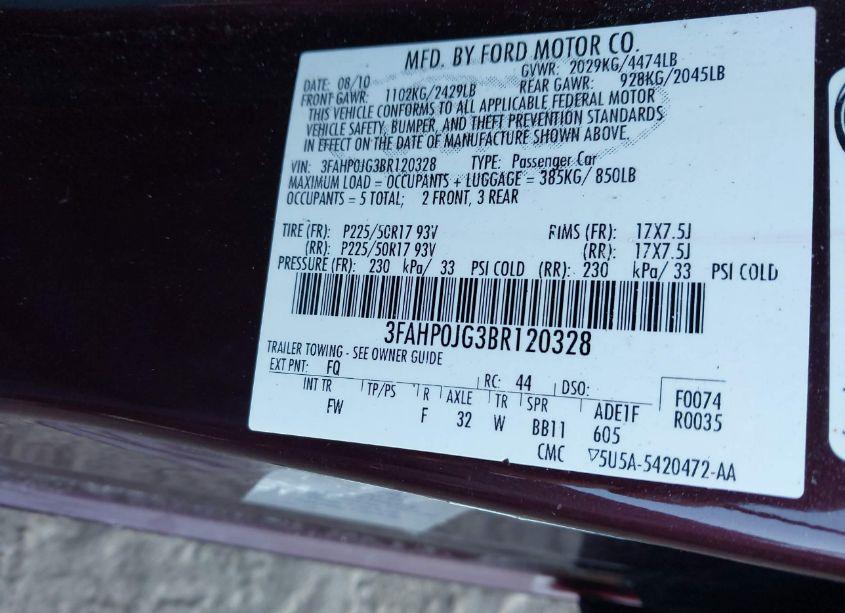 MFD. BY FORD MOTOR CO.
DATE: 08/10 GVWR: 2029KG/4474LB
FRONT GAWR: 1102KG/2429LB REAR GAWR: 928KG/2045LB
THIS VEHICLE CONFORMS TO ALL APPLICABLE FEDERAL MOTOR
VEHICLE SAFETY, BUMPER, AND THEFT PREVENTION STANDARDS
IN EFFECT ON THE DATE OF MANUFACTURE SHOWN ABOVE.
VIN: 3FAHP0JG3BR120328 TYPE: Passenger Car
MAXIMUM LOAD = OCCUPANTS + LUGGAGE = 385KG/ 850LB
OCCUPANTS = 5 TOTAL; 2 FRONT, 3 REAR
TIRE (FR): P225/50R17 93V RIMS (FR): 17X7.5J
(RR): P225/50R17 93V (RR): 17X7.5J
PRESSURE (FR): 230 kPa/ 33 PSI COLD (RR): 230 kPa/ 33 PSI COLD
3FAHP0JG3BR120328
TRAILER TOWING - SEE OWNER GUIDE
EXT PNT: FQ RC: 44 DSO: F0074
INT TR TP/PS R AXLE TR SPR ADE1F R0035
FW F 32 W BB11 605
CMC ▽5U5A-5420472-AA